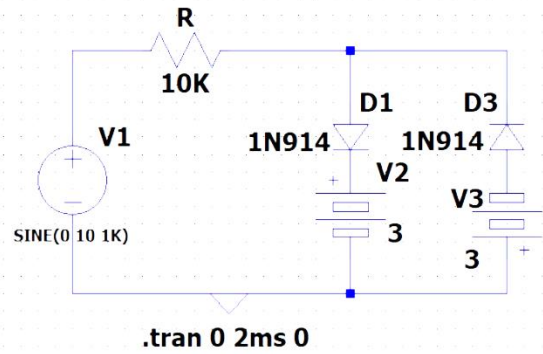 R
10K
D1
D3
1N914
1N914
V1
V2
V3
SINE(0 10 1K)
3
3
.tran 0 2ms 0